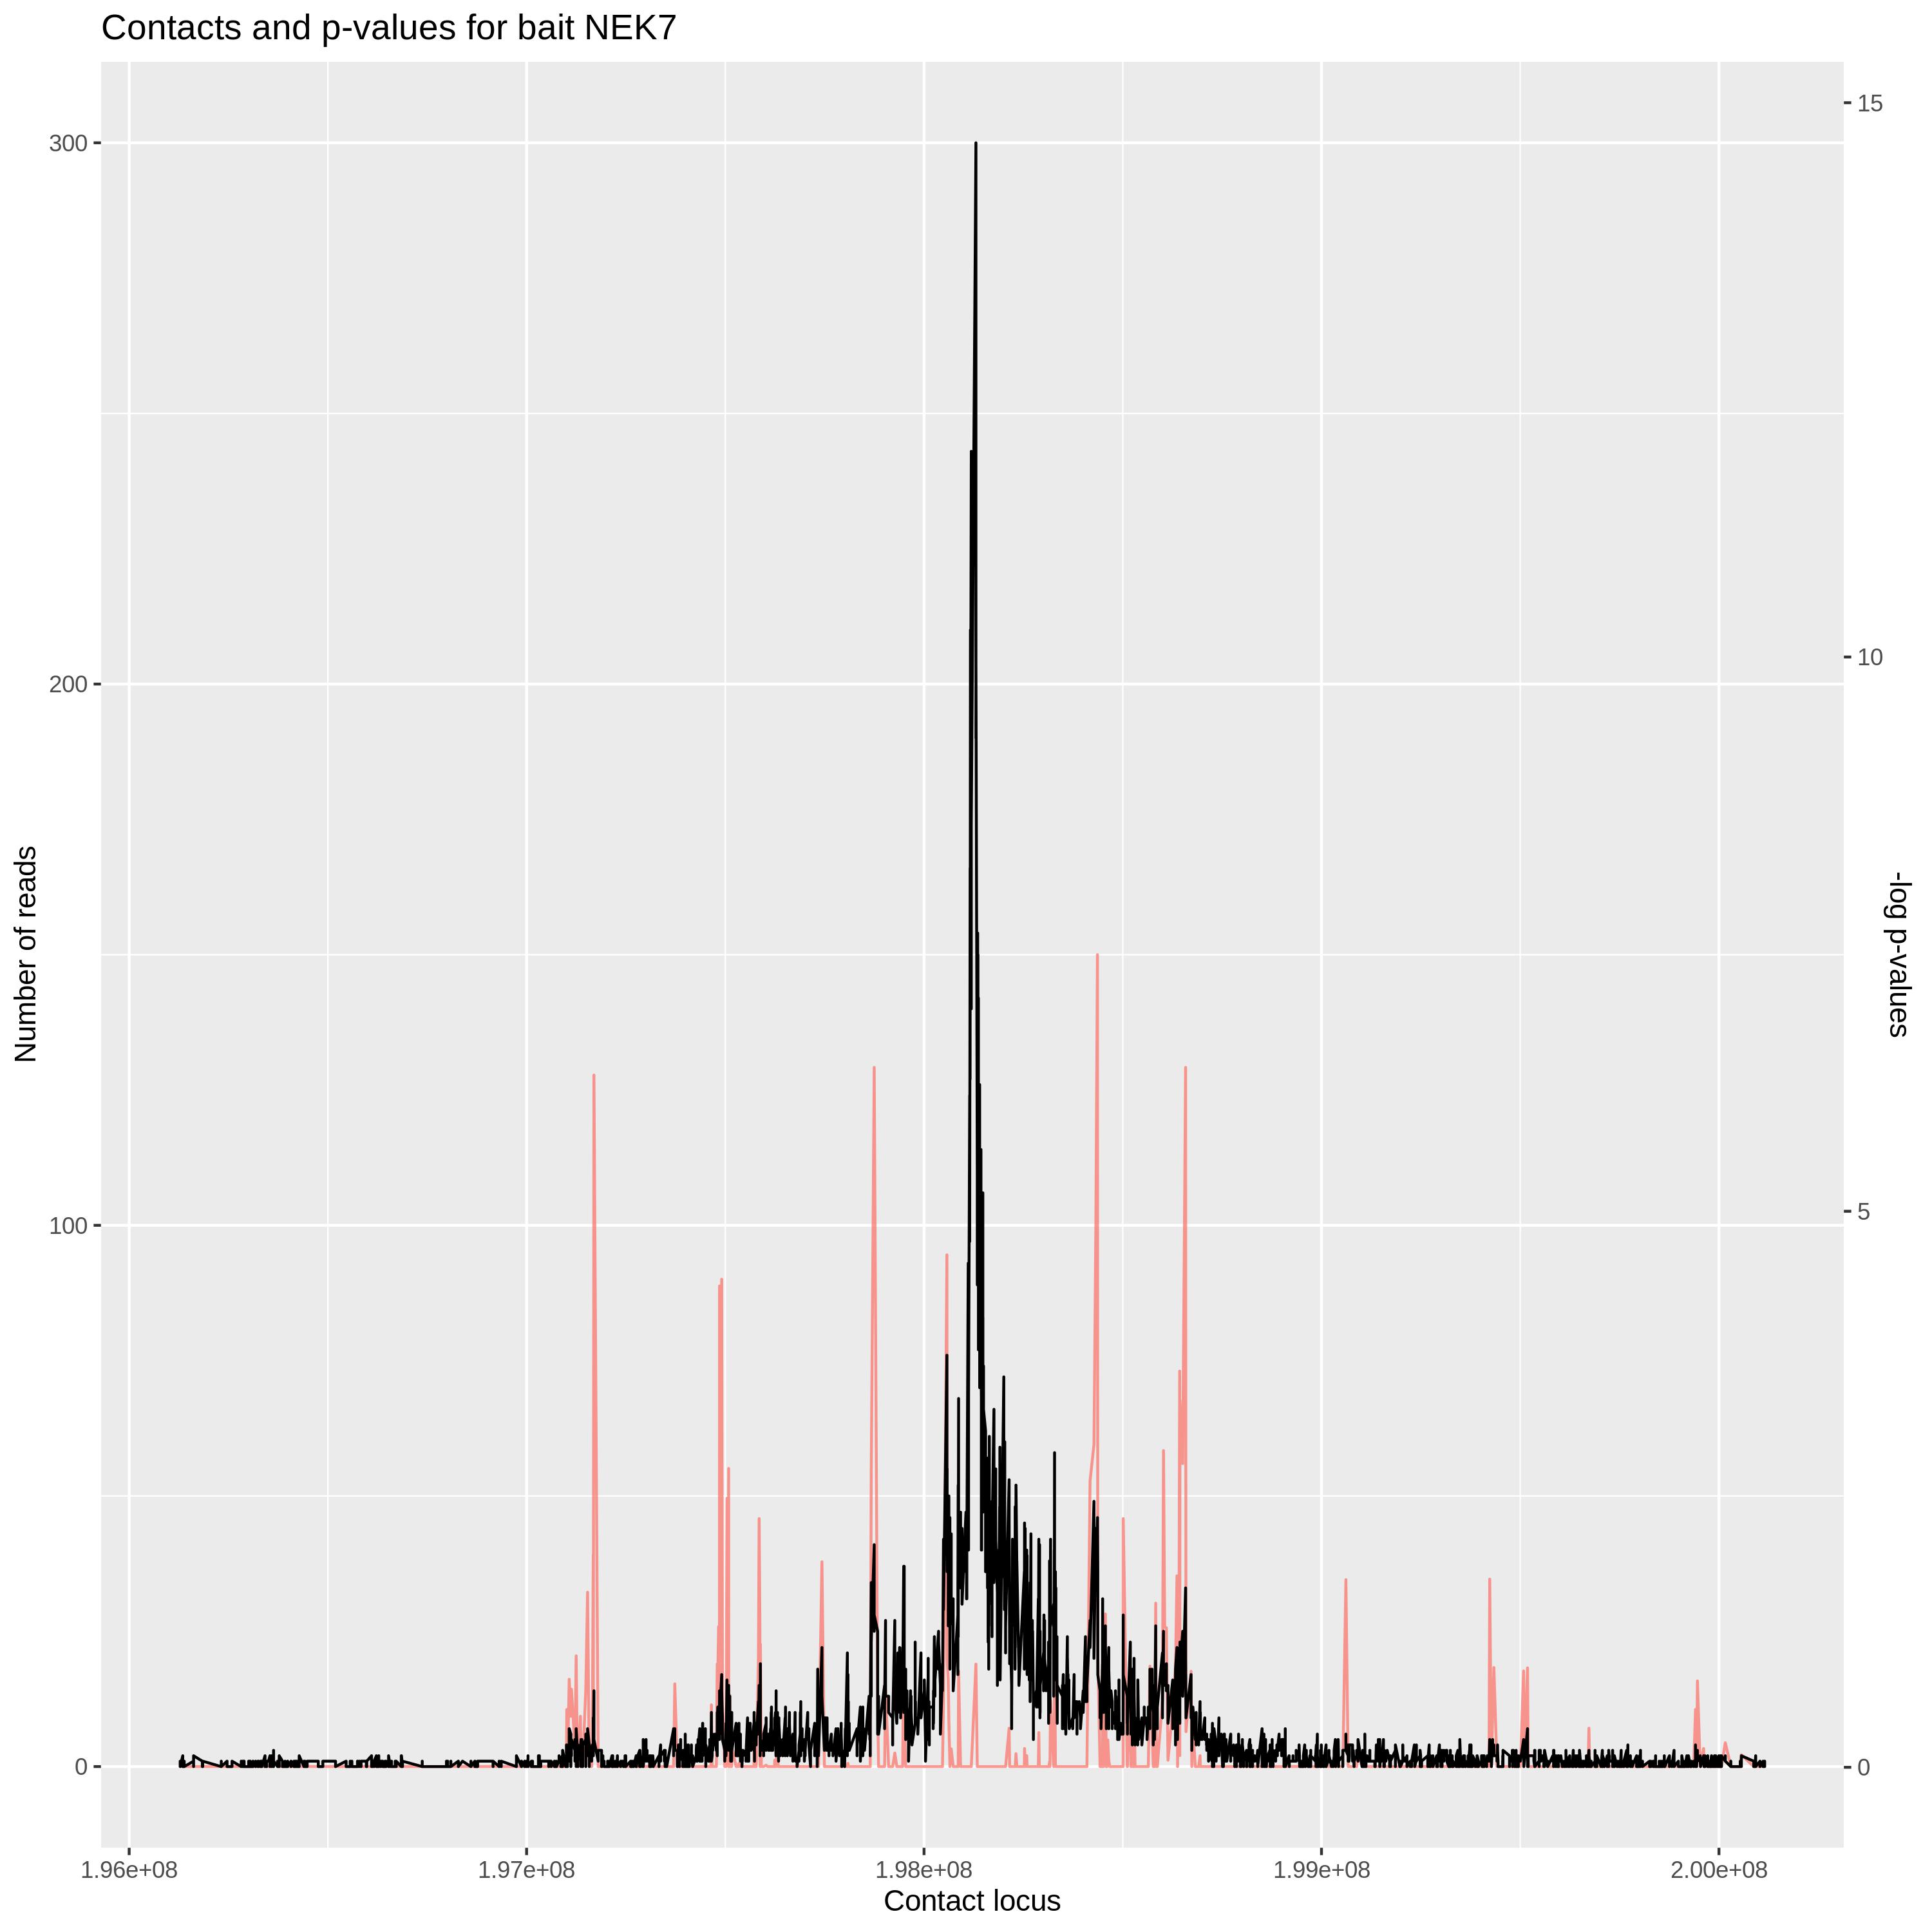 Contacts and p-values for bait NEK7
300
200
100
0
Number of reads
15
10
5
0
-log p-values
1.96e+08
1.97e+08
1.98e+08
1.99e+08
2.00e+08
Contact locus